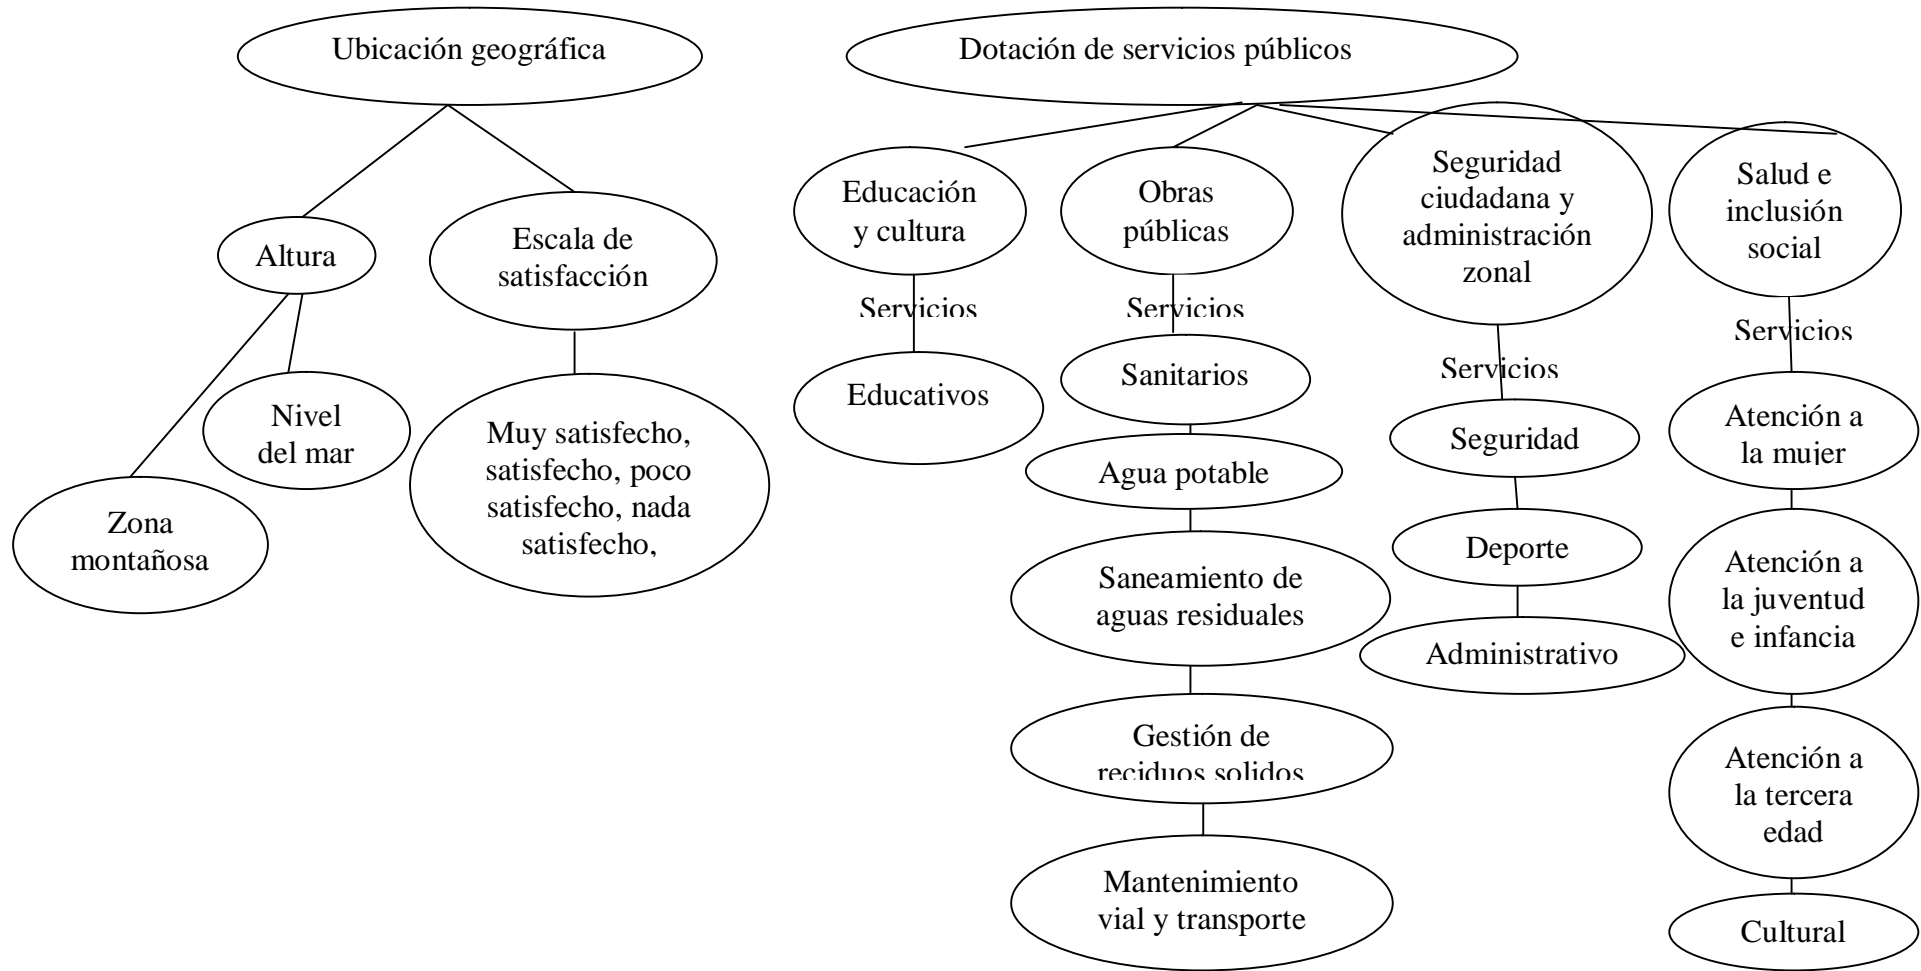 Ubicación geográfica
Altura
Zona
montañosa
Nivel
del mar
Escala de
satisfacción
Muy satisfecho,
satisfecho, poco
satisfecho, nada
satisfecho,
Dotación de servicios públicos
Educación
y cultura
Servicios
Educativos
Obras
públicas
Servicios
Sanitarios
Agua potable
Saneamiento de
aguas residuales
Gestión de
reciduos solidos
Mantenimiento
vial y transporte
Seguridad
ciudadana y
administración
zonal
Servicios
Seguridad
Deporte
Administrativo
Salud e
inclusión
social
Servicios
Atención a
la mujer
Atención a
la juventud
e infancia
Atención a
la tercera
edad
Cultural